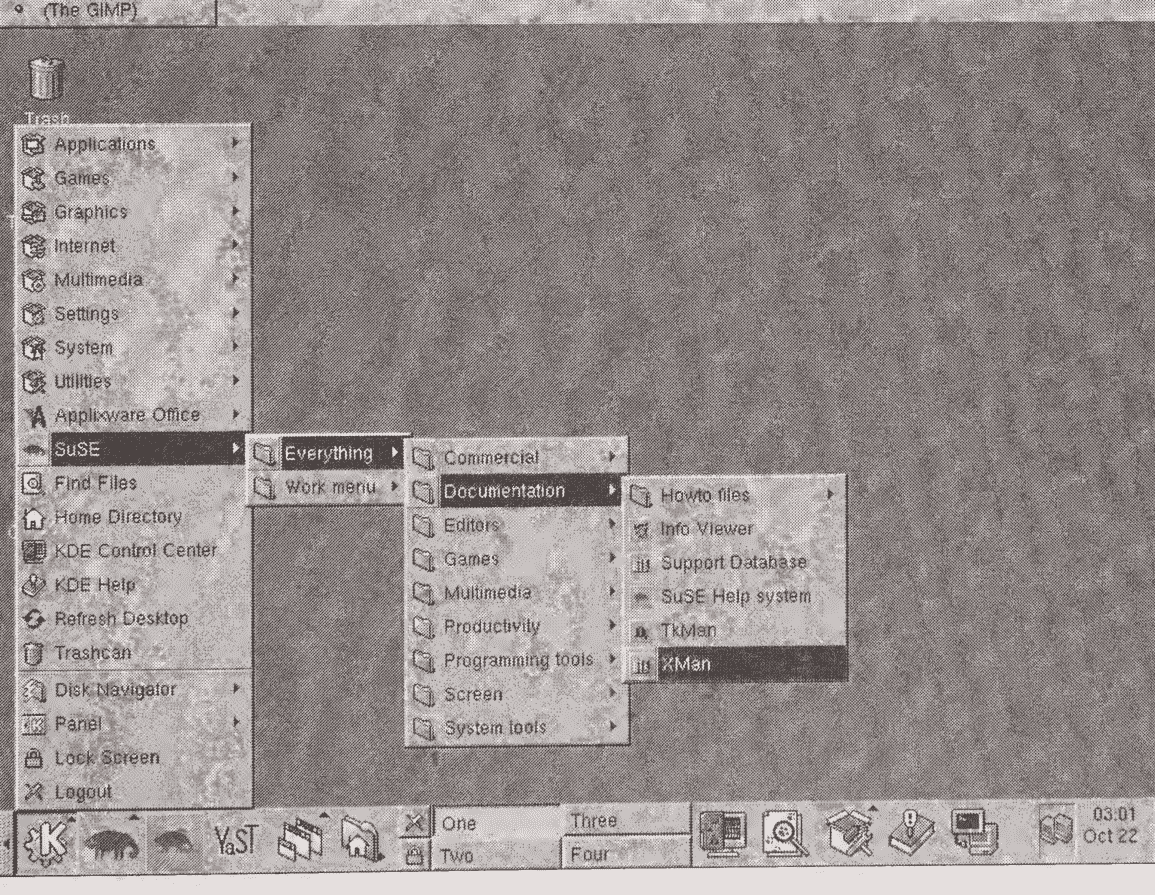 (The GIMP)
Trash
Applications
Games
Graphics
Internet
Multimedia
Settings
System
Utilities
Applixware Office
SuSE
Find Files
Home Directory
KDE Control Center
KDE Help
Refresh Desktop
Trashcan
Disk Navigator
Panel
Lock Screen
Logout
Everything
Work menu
Commercial
Documentation
Editors
Games
Multimedia
Productivity
Programming tools
Screen
System tools
Howto files
Info Viewer
Support Database
SuSE Help system
TkMan
XMan
K
YaST
One
Two
Three
Four
03:01
Oct 22